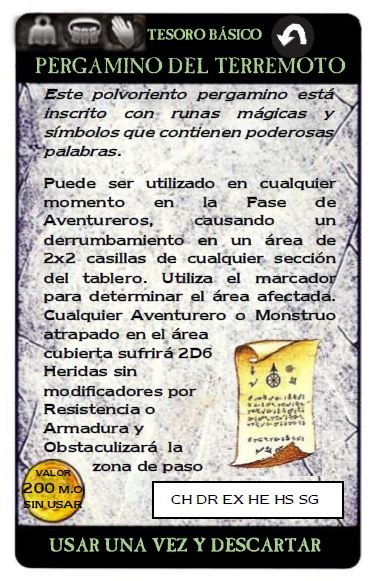 TESORO BÁSICO
PERGAMINO DEL TERREMOTO
Este polvoriento pergamino está
inscrito con runas mágicas y
símbolos que contienen poderosas
palabras.
Puede ser utilizado en cualquier
momento en la Fase de
Aventureros, causando un
derrumbamiento en un área de
2x2 casillas de cualquier sección
del tablero. Utiliza el marcador
para determinar el área afectada.
Cualquier Aventurero o Monstruo
atrapado en el área
cubierta sufrirá 2D6
Heridas sin
modificadores por
Resistencia o
Armadura y
Obstaculizará la
zona de paso
VALOR
200 M.O
SIN USAR
CH DR EX HE HS SG
USAR UNA VEZ Y DESCARTAR